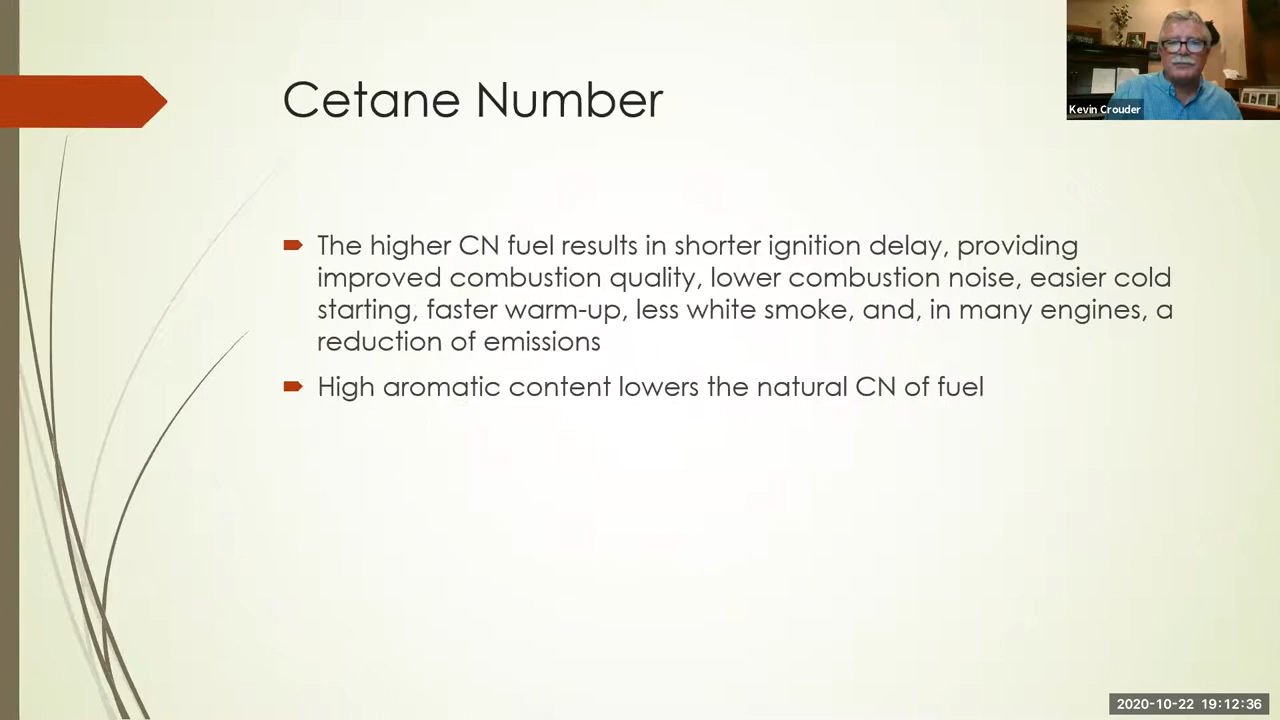 Cetane Number
Kevin Crouder
The higher CN fuel results in shorter ignition delay, providing
improved combustion quality, lower combustion noise, easier cold
starting, faster warm-up, less white smoke, and, in many engines, a
reduction of emissions
High aromatic content lowers the natural CN of fuel
2020-10-22 19:12:36